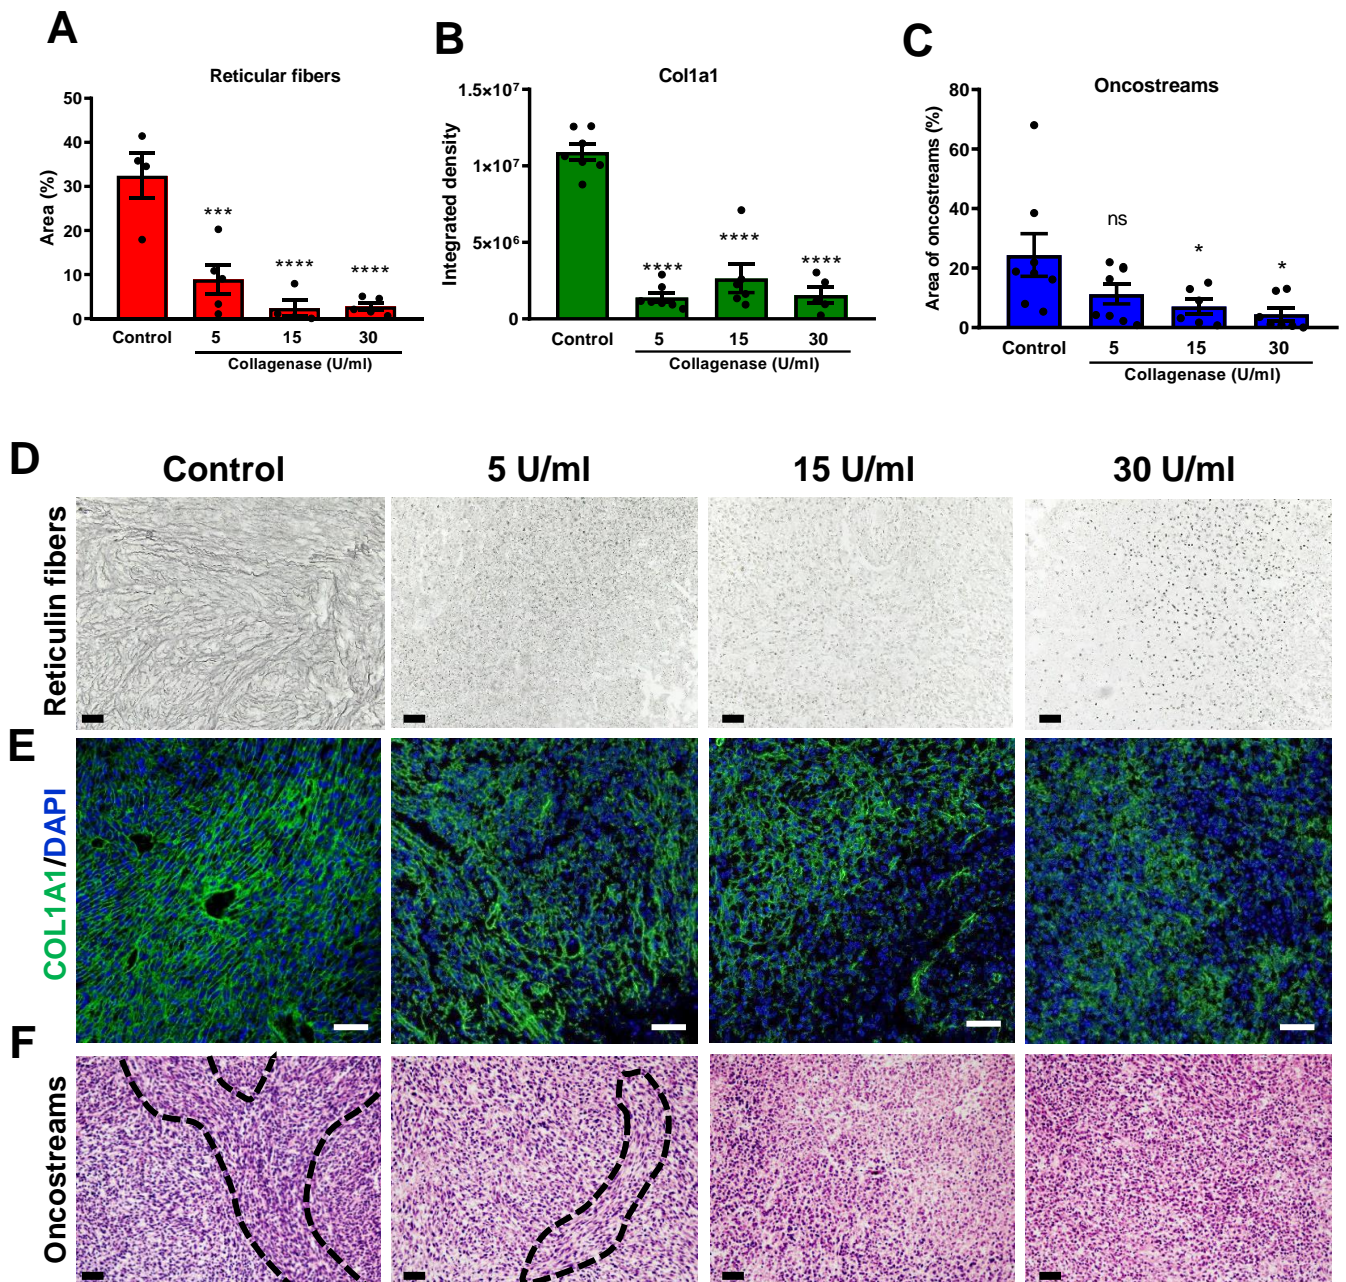 A
B
C
Reticular fibers
Col1a1
Oncostreams
Area (%)
50
40
30
20
10
0
***
****
****
Control
5
15
30
Collagenase (U/ml)
Integrated density
1.5×10⁷
1×10⁷
5×10⁶
0
****
****
****
Control
5
15
30
Collagenase (U/ml)
Area of oncostreams (%)
80
60
40
20
0
ns
*
*
Control
5
15
30
Collagenase (U/ml)
D
Control
5 U/ml
15 U/ml
30 U/ml
Reticulin fibers
E
COL1A1/DAPI
F
Oncostreams